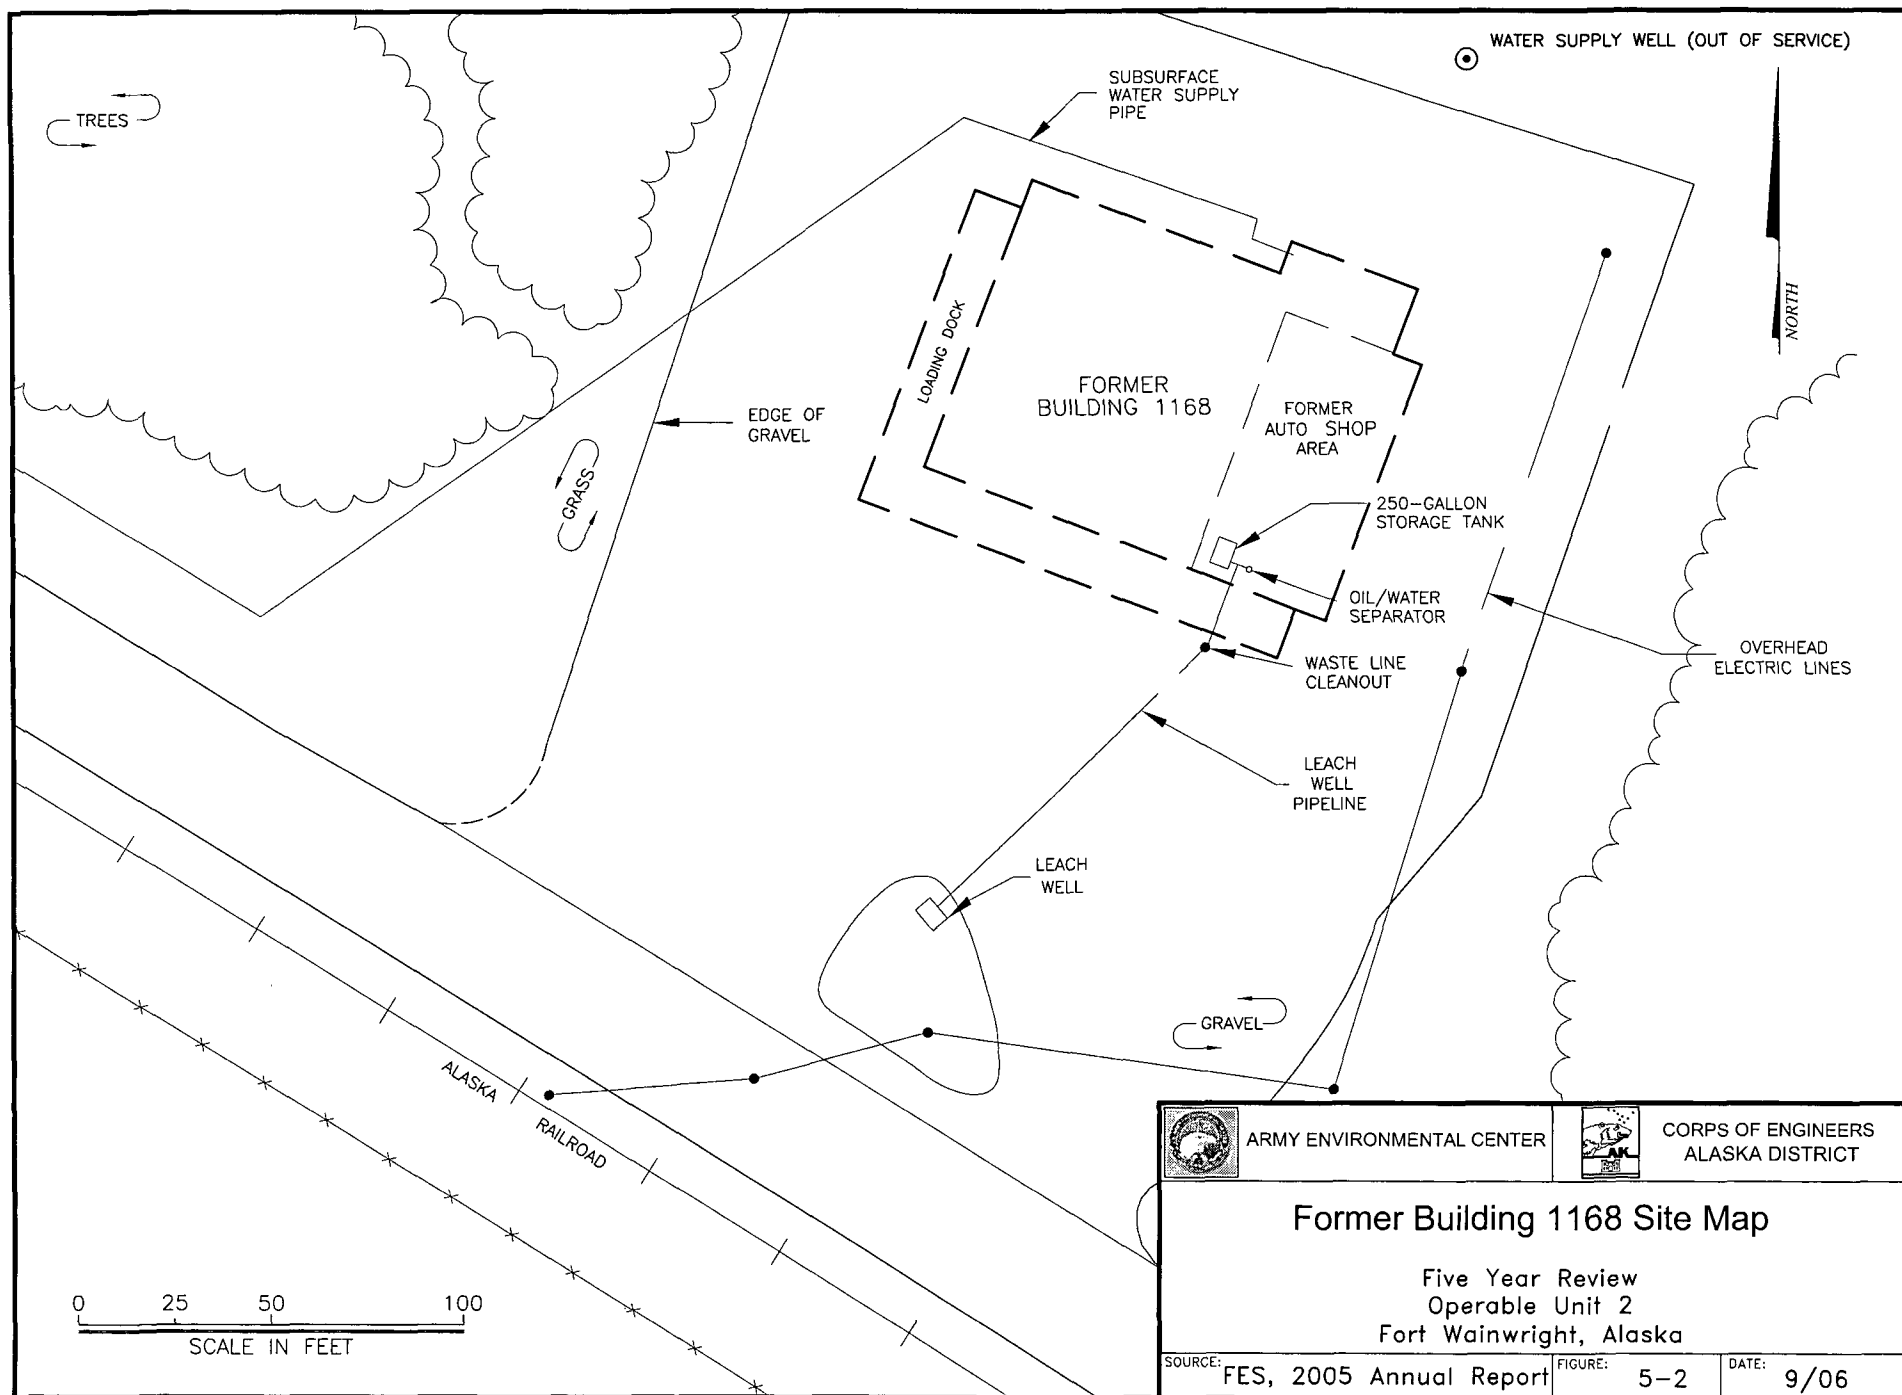 WATER SUPPLY WELL (OUT OF SERVICE)
SUBSURFACE
WATER SUPPLY
PIPE
TREES
NORTH
LOADING DOCK
FORMER
BUILDING 1168
FORMER
AUTO SHOP
AREA
EDGE OF
GRAVEL
GRASS
250-GALLON
STORAGE TANK
OIL/WATER
SEPARATOR
WASTE LINE
CLEANOUT
OVERHEAD
ELECTRIC LINES
LEACH
WELL
PIPELINE
LEACH
WELL
GRAVEL
ALASKA
RAILROAD
0 25 50 100
SCALE IN FEET
ARMY ENVIRONMENTAL CENTER
AK
CORPS OF ENGINEERS
ALASKA DISTRICT
Former Building 1168 Site Map
Five Year Review
Operable Unit 2
Fort Wainwright, Alaska
SOURCE: FES, 2005 Annual Report
FIGURE: 5-2
DATE: 9/06